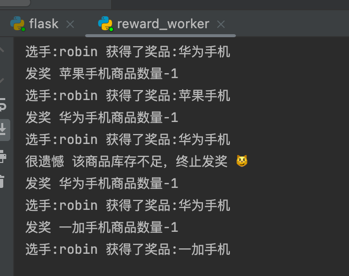 flask
reward_worker
选手:robin 获得了奖品:华为手机
发奖 苹果手机商品数量-1
选手:robin 获得了奖品:苹果手机
发奖 华为手机商品数量-1
选手:robin 获得了奖品:华为手机
很遗憾 该商品库存不足，终止发奖 😼
发奖 华为手机商品数量-1
选手:robin 获得了奖品:华为手机
发奖 一加手机商品数量-1
选手:robin 获得了奖品:一加手机